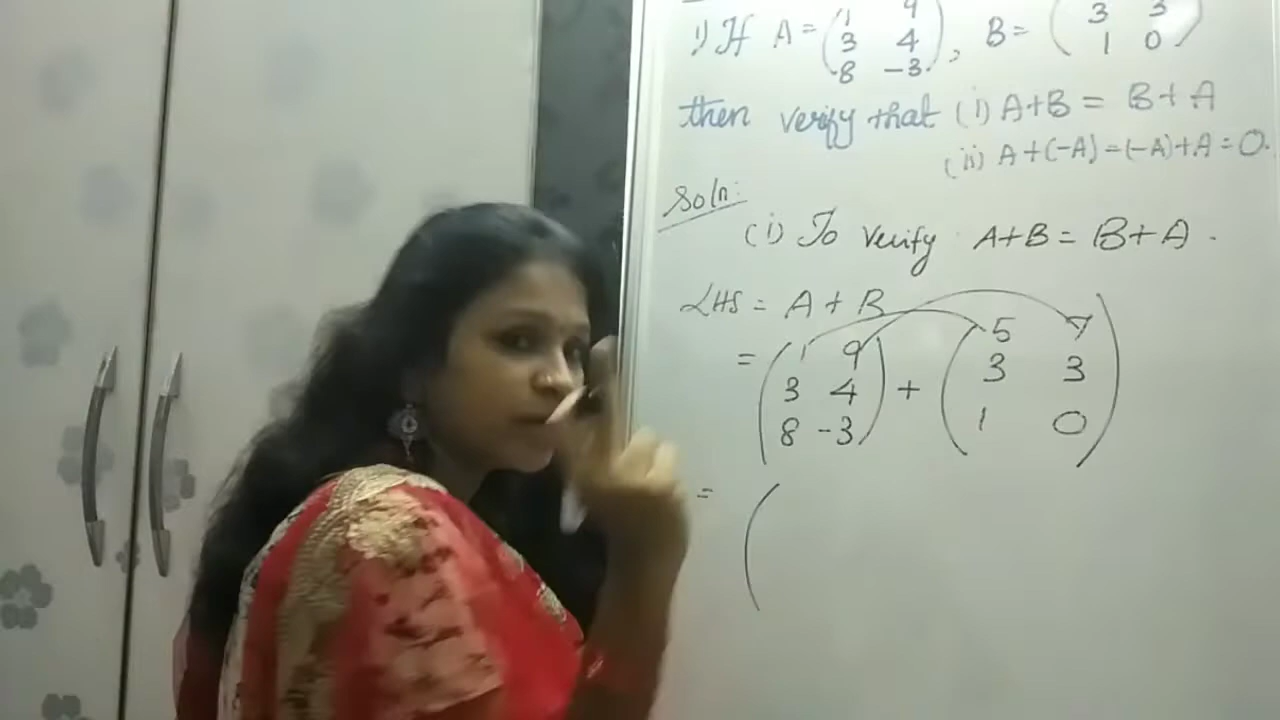 1) If A = ( 1 9 , B = (
3 4 3 3
8 -3 ) 1 0 )
then verify that (i) A+B = B+A
(ii) A+(-A)=(-A)+A=0.
Soln:
(i) To verify A+B = B+A.
LHS = A + B
= ( 1 9 ) + ( 5 7 )
3 4 3 3
8 -3 1 0
= (